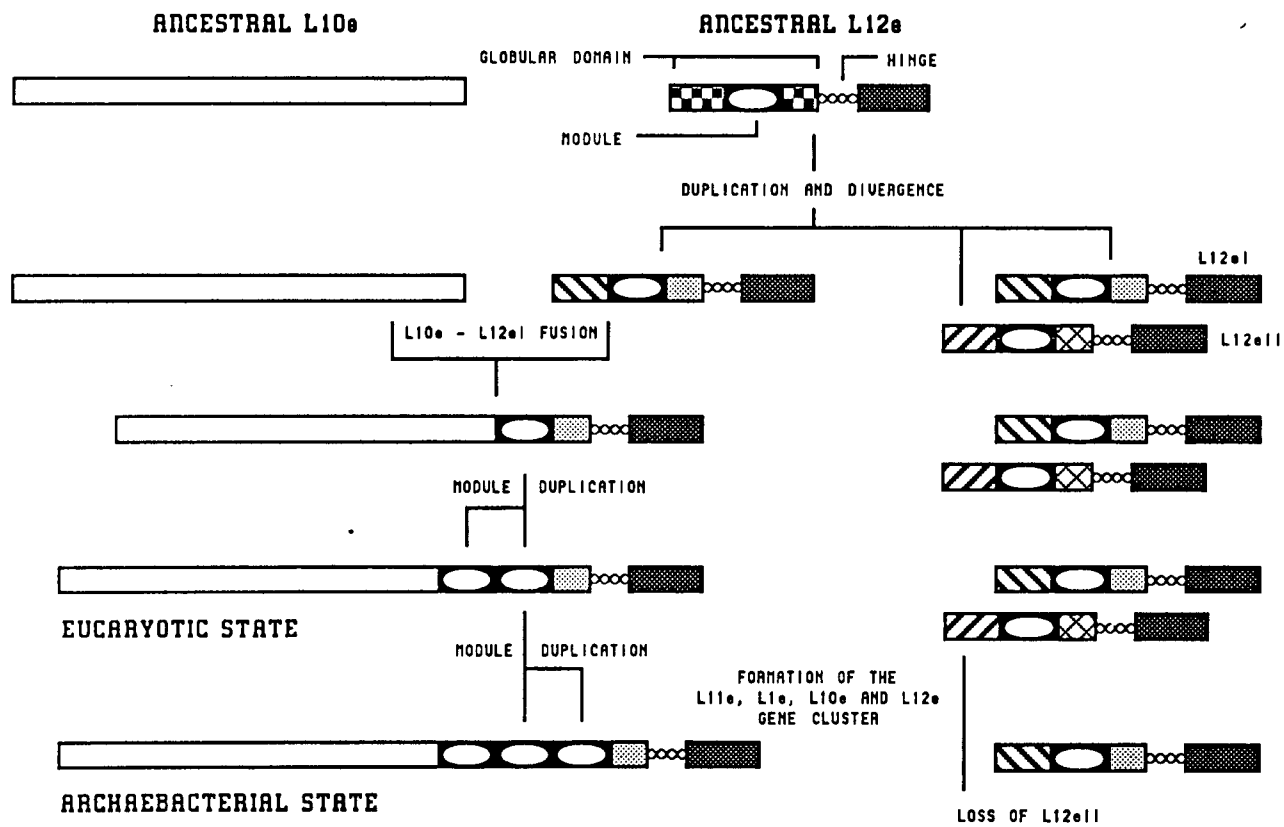 ANCESTRAL L10e
ANCESTRAL L12e
GLOBULAR DOMAIN
HINGE
MODULE
DUPLICATION AND DIVERGENCE
L12eI
L10e - L12eI FUSION
L12eII
MODULE DUPLICATION
EUCARYOTIC STATE
MODULE DUPLICATION
FORMATION OF THE
L11e, L1e, L10e AND L12e
GENE CLUSTER
ARCHAEBACTERIAL STATE
LOSS OF L12eII